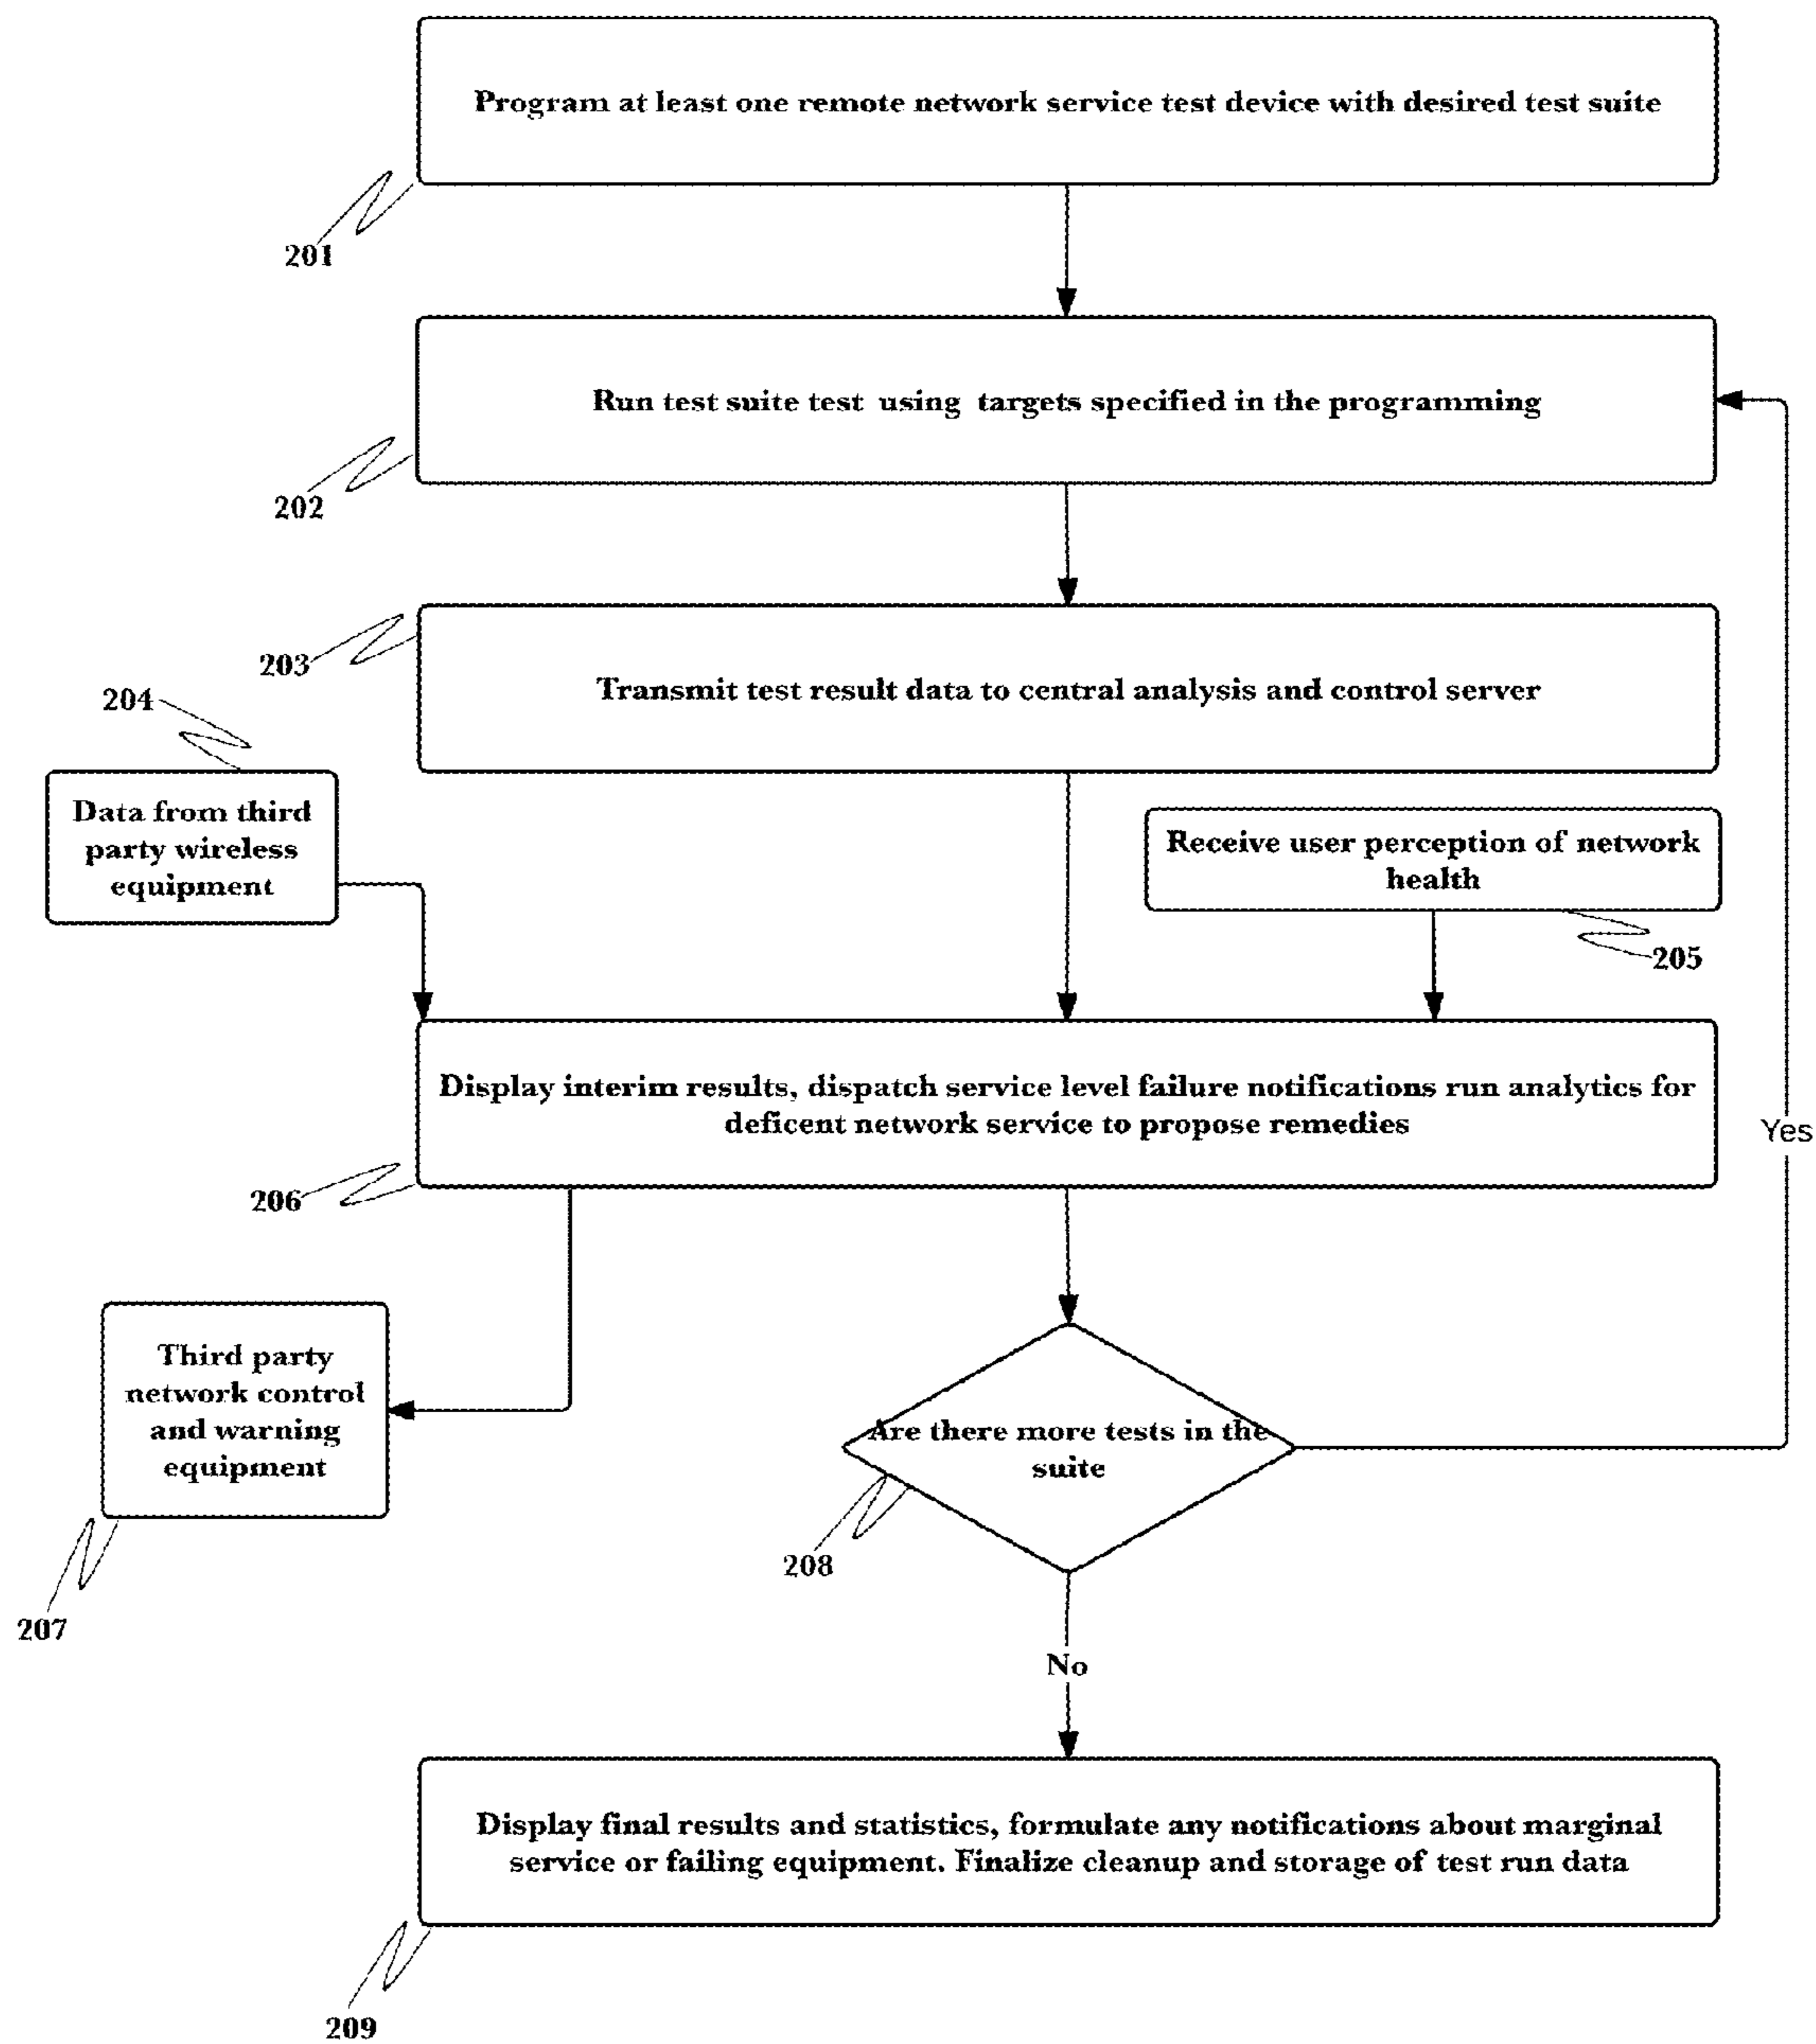 Program at least one remote network service test device with desired test suite
201
Run test suite test using targets specified in the programming
202
203
Transmit test result data to central analysis and control server
204
Data from third
party wireless
equipment
Receive user perception of network
health
205
Display interim results, dispatch service level failure notifications run analytics for
deficent network service to propose remedies
Yes
206
Third party
network control
and warning
equipment
Are there more tests in the
suite
208
207
No
Display final results and statistics, formulate any notifications about marginal
service or failing equipment. Finalize cleanup and storage of test run data
209